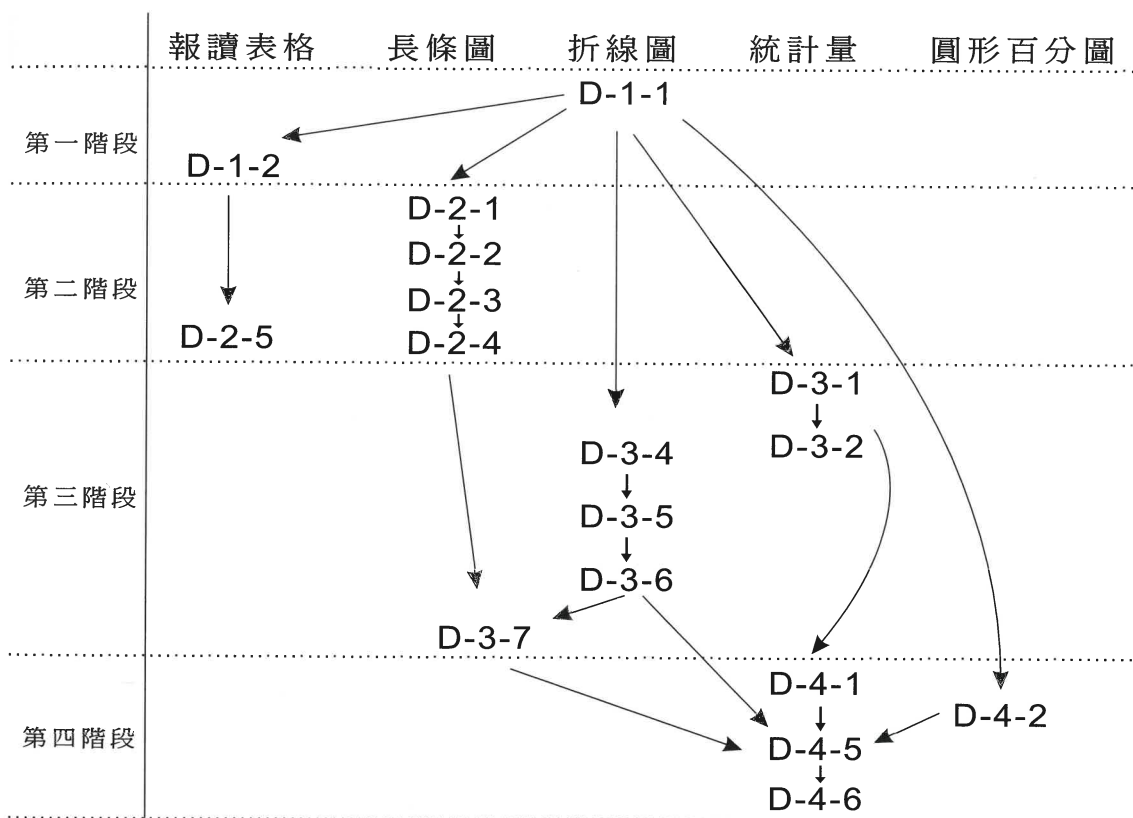 報讀表格 長條圖 折線圖 統計量 圓形百分圖
D-1-1
第一階段
D-1-2
D-2-1
D-2-2
第二階段
D-2-3
D-2-5 D-2-4
D-3-1
D-3-4 D-3-2
第三階段
D-3-5
D-3-6
D-3-7
D-4-1
D-4-2
第四階段
D-4-5
D-4-6